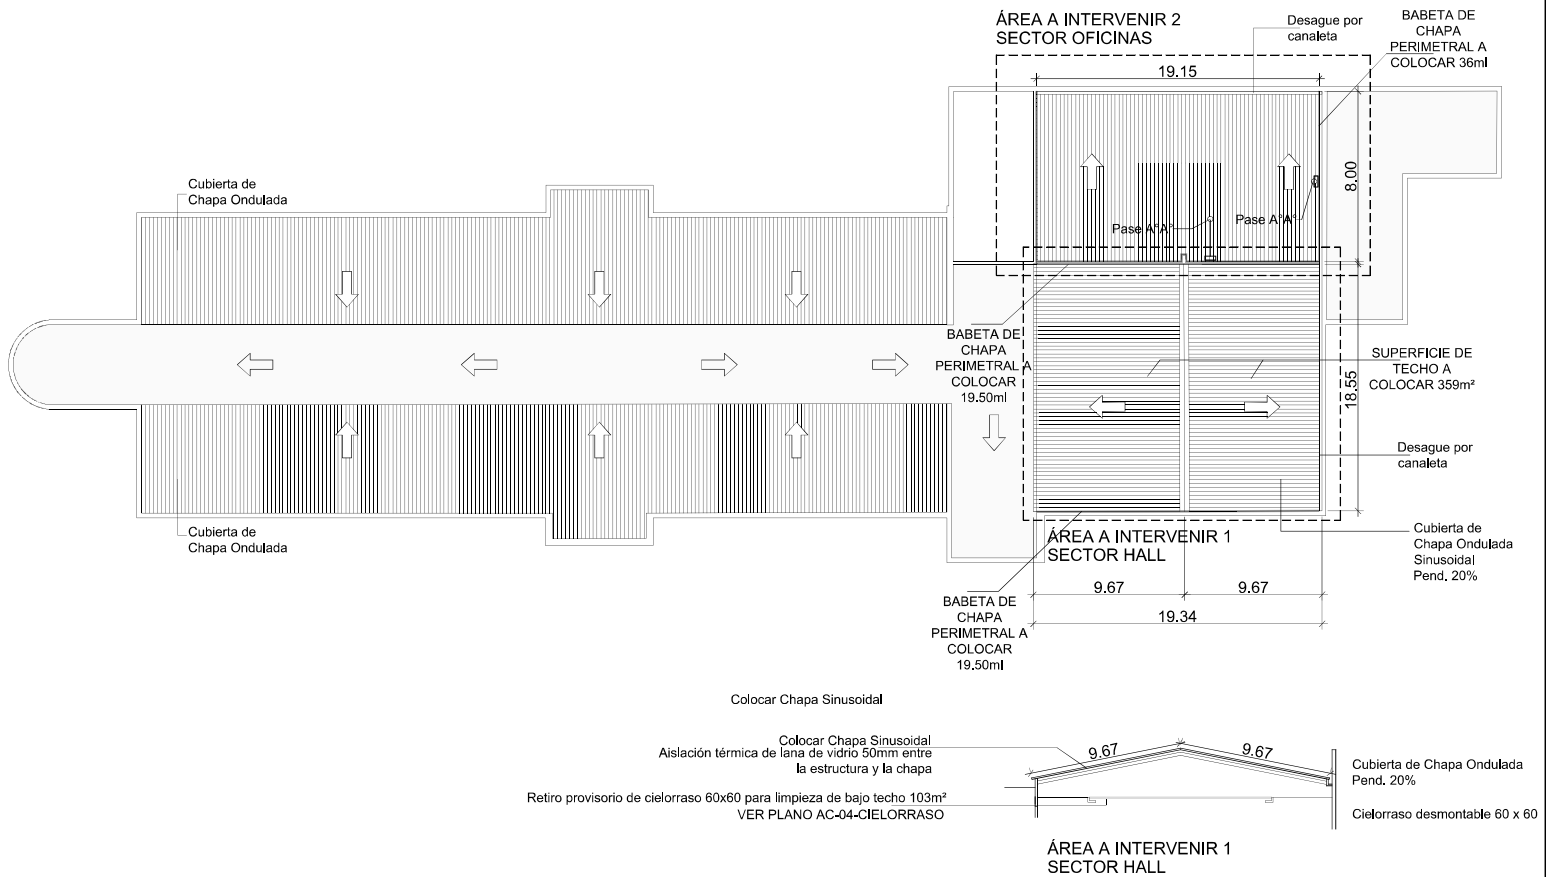 ÁREA A INTERVENIR 2
SECTOR OFICINAS
Desague por
canaleta
BABETA DE
CHAPA
PERIMETRAL A
COLOCAR 36ml
19.15
8.00
Cubierta de
Chapa Ondulada
Pase A°A°
Pase A°A°
BABETA DE
CHAPA
PERIMETRAL A
COLOCAR
19.50ml
SUPERFICIE DE
TECHO A
COLOCAR 359m²
18.55
Desague por
canaleta
Cubierta de
Chapa Ondulada
Cubierta de
Chapa Ondulada
Sinusoidal
Pend. 20%
ÁREA A INTERVENIR 1
SECTOR HALL
9.67
9.67
19.34
BABETA DE
CHAPA
PERIMETRAL A
COLOCAR
19.50ml
Colocar Chapa Sinusoidal
Colocar Chapa Sinusoidal
Aislación térmica de lana de vidrio 50mm entre
la estructura y la chapa
Retiro provisorio de cielorraso 60x60 para limpieza de bajo techo 103m²
VER PLANO AC-04-CIELORRASO
9.67
9.67
Cubierta de Chapa Ondulada
Pend. 20%
Cielorraso desmontable 60 x 60
ÁREA A INTERVENIR 1
SECTOR HALL